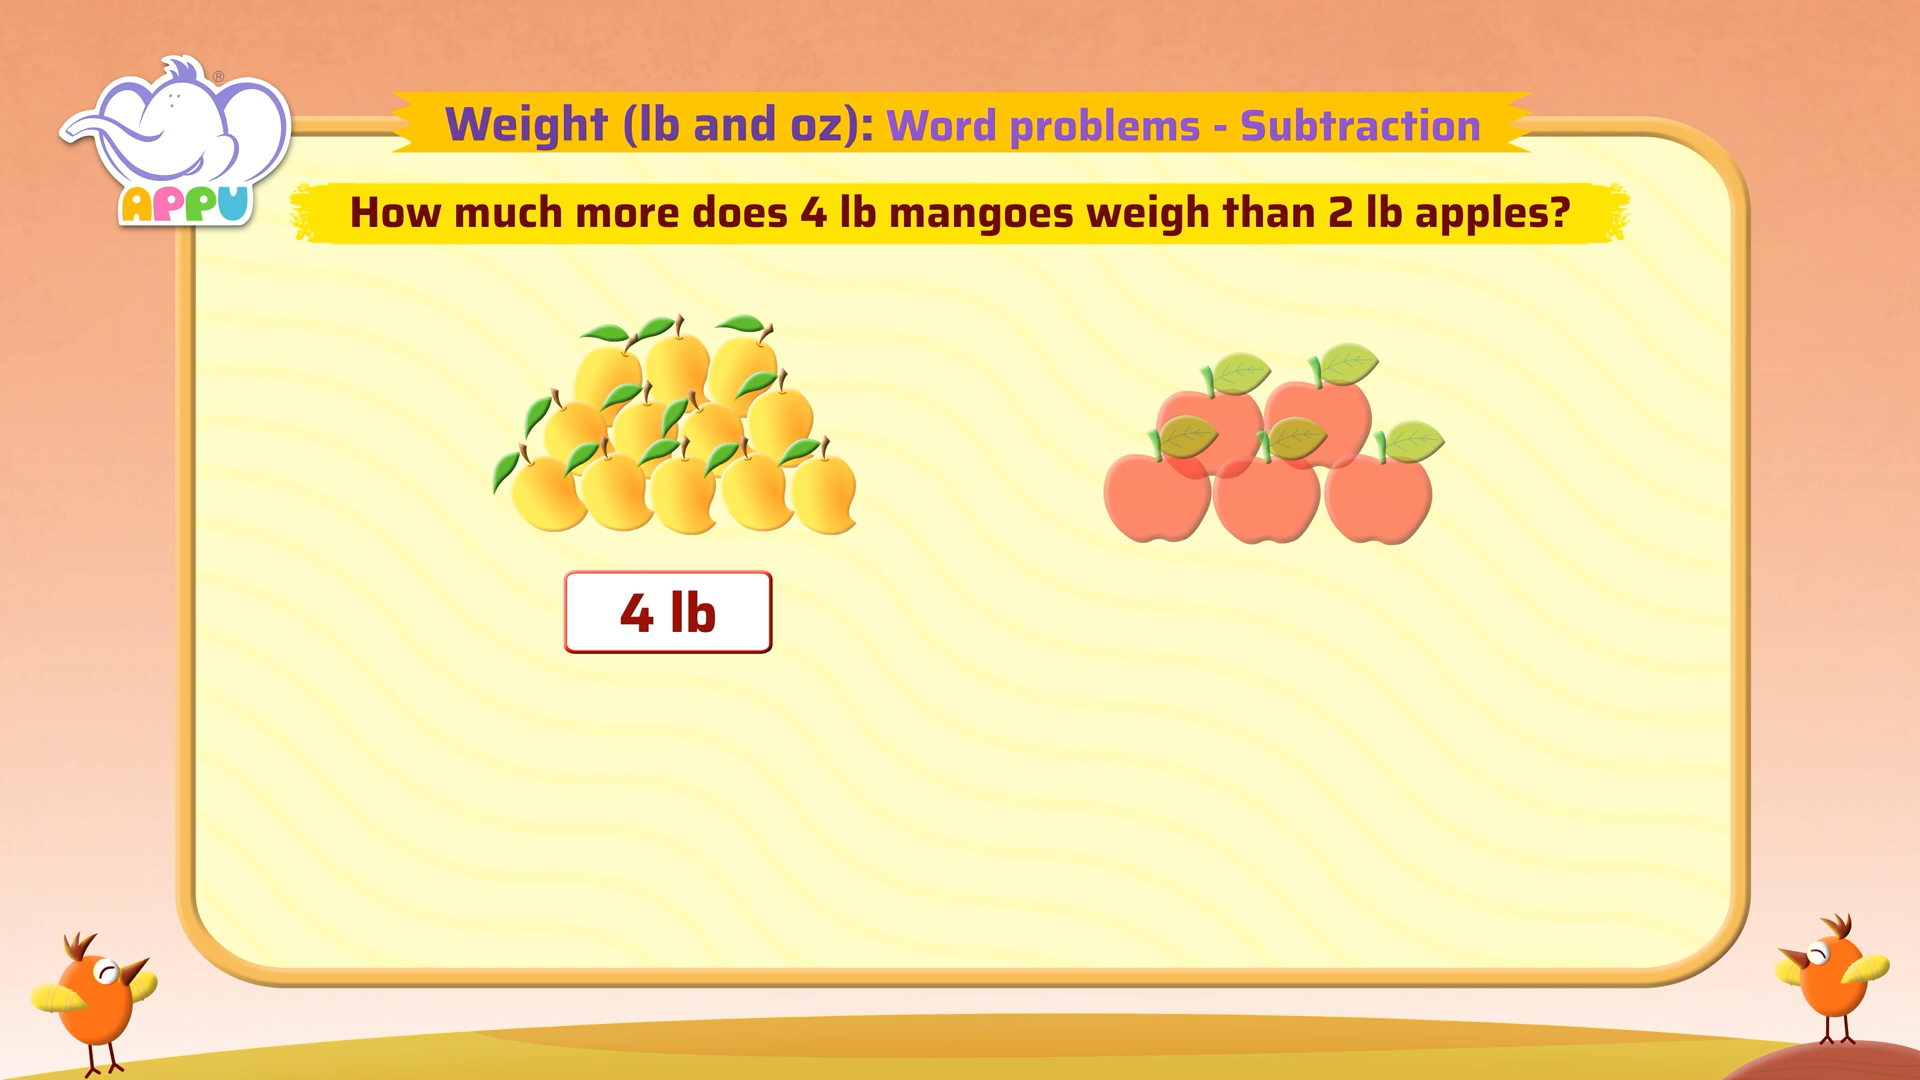 ®
APPU
Weight (lb and oz): Word problems - Subtraction
How much more does 4 lb mangoes weigh than 2 lb apples?
4 lb